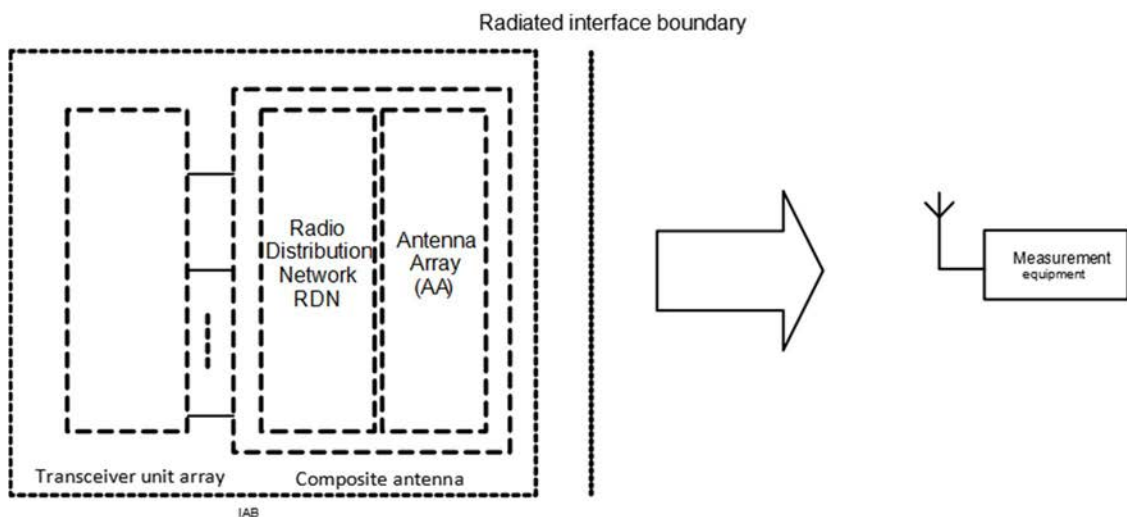 Radiated interface boundary
Radio
Distribution
Network
RDN
Antenna
Array
(AA)
Measurement
equipment
Transceiver unit array
Composite antenna
IAB